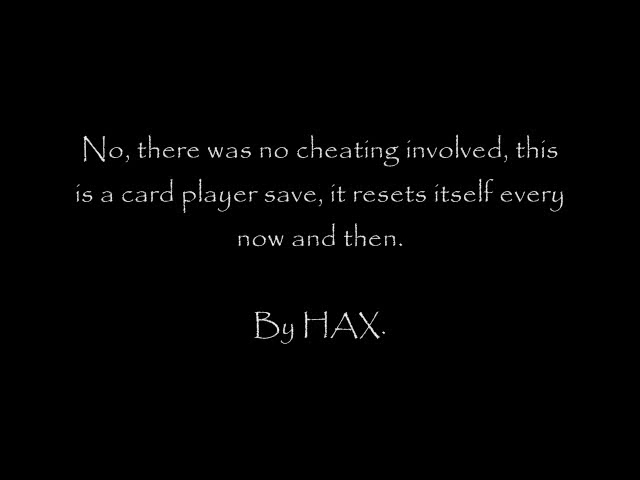 No, there was no cheating involved, this
is a card player save, it resets itself every
now and then.
By HAX.